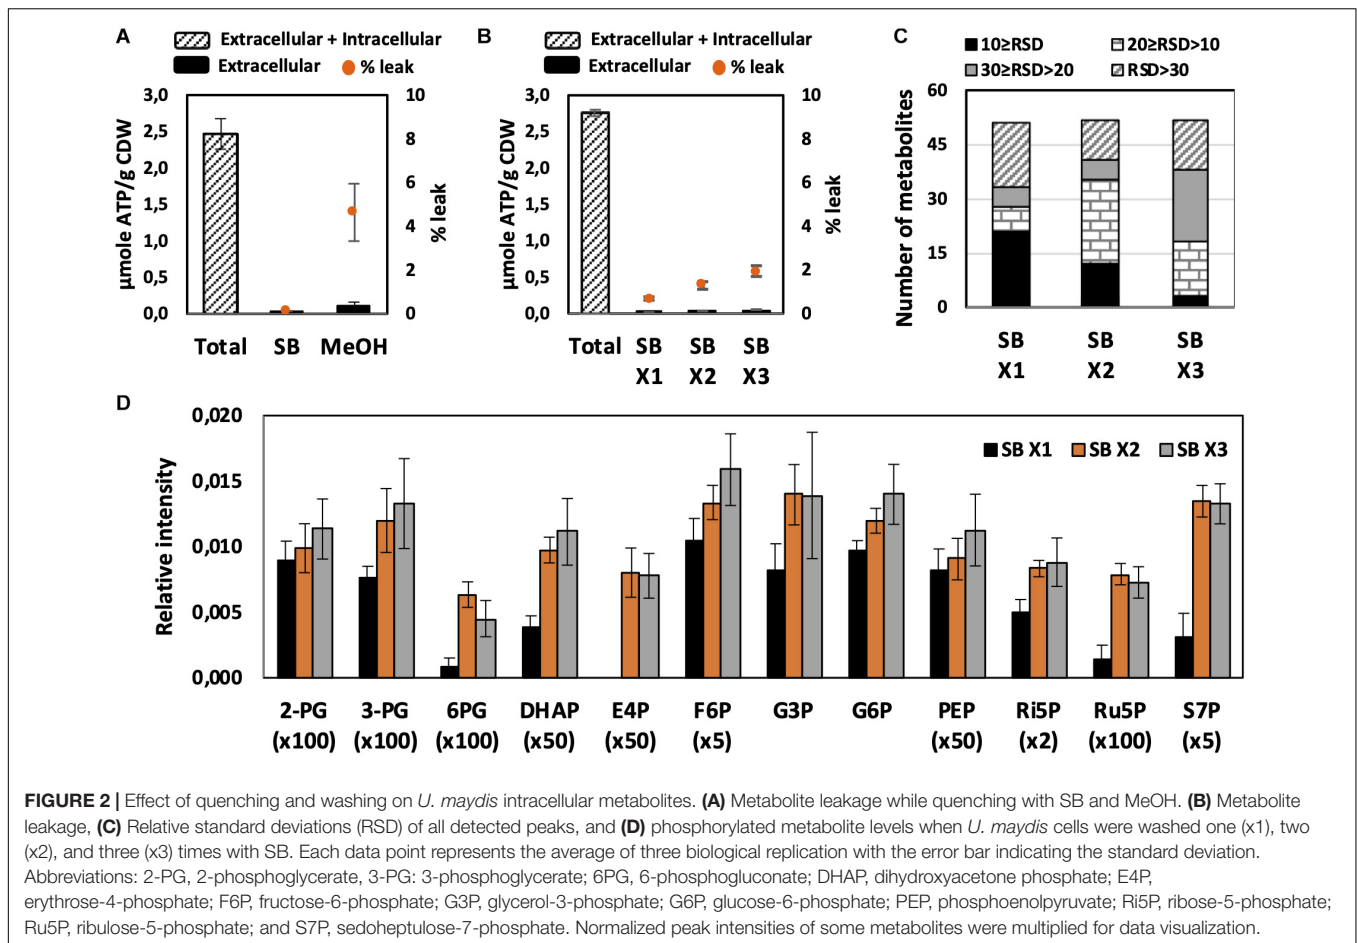 A
Extracellular + Intracellular
Extracellular % leak
3,0
2,5
2,0
1,5
1,0
0,5
0,0
µmole ATP/g CDW
10
8
6
4
2
0
% leak
Total SB MeOH
B
Extracellular + Intracellular
Extracellular % leak
3,0
2,5
2,0
1,5
1,0
0,5
0,0
µmole ATP/g CDW
10
8
6
4
2
0
% leak
Total SB SB SB
X1 X2 X3
C
10≥RSD 20≥RSD>10
30≥RSD>20 RSD>30
60
45
30
15
0
Number of metabolites
SB SB SB
X1 X2 X3
D
0,020
0,015
0,010
0,005
0,000
Relative intensity
SB X1 SB X2 SB X3
2-PG 3-PG 6PG DHAP E4P F6P G3P G6P PEP Ri5P Ru5P S7P
(x100) (x100) (x100) (x50) (x50) (x5) (x50) (x2) (x100) (x5)
FIGURE 2 | Effect of quenching and washing on U. maydis intracellular metabolites. (A) Metabolite leakage while quenching with SB and MeOH. (B) Metabolite
leakage, (C) Relative standard deviations (RSD) of all detected peaks, and (D) phosphorylated metabolite levels when U. maydis cells were washed one (x1), two
(x2), and three (x3) times with SB. Each data point represents the average of three biological replication with the error bar indicating the standard deviation.
Abbreviations: 2-PG, 2-phosphoglycerate, 3-PG: 3-phosphoglycerate; 6PG, 6-phosphogluconate; DHAP, dihydroxyacetone phosphate; E4P,
erythrose-4-phosphate; F6P, fructose-6-phosphate; G3P, glycerol-3-phosphate; G6P, glucose-6-phosphate; PEP, phosphoenolpyruvate; Ri5P, ribose-5-phosphate;
Ru5P, ribulose-5-phosphate; and S7P, sedoheptulose-7-phosphate. Normalized peak intensities of some metabolites were multiplied for data visualization.